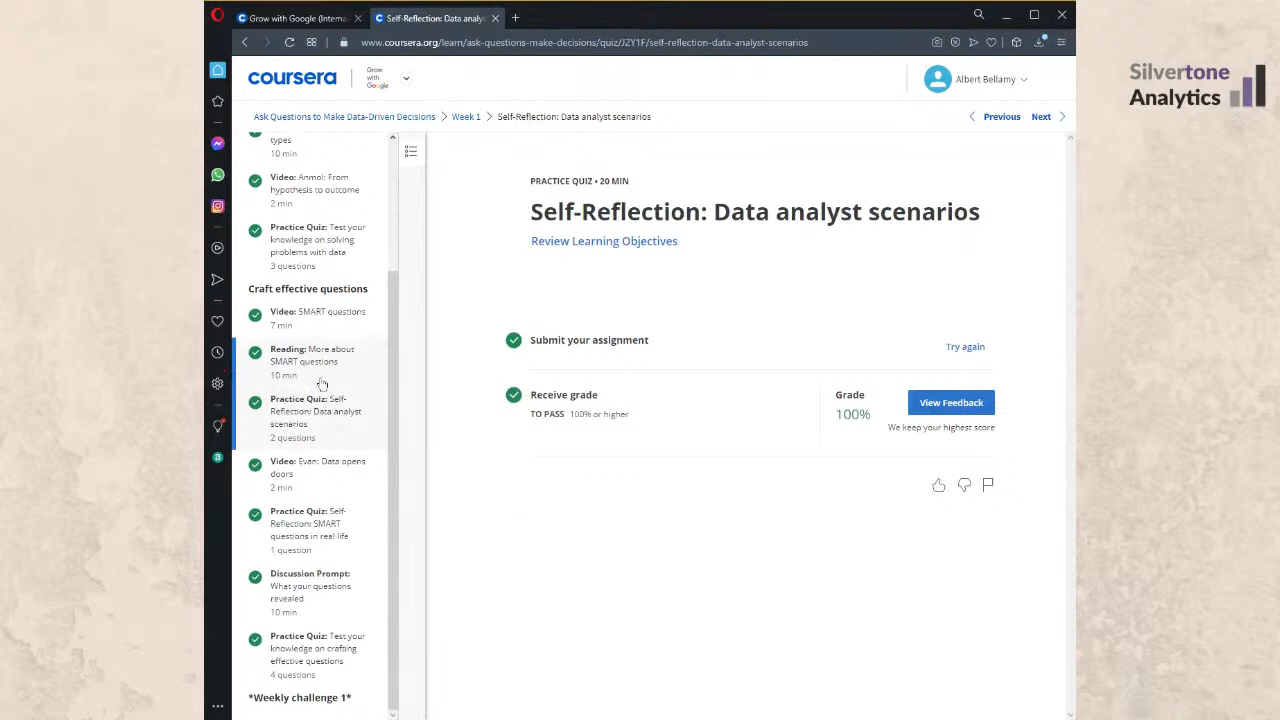 Grow with Google (Interna
Self-Reflection: Data analy
www.coursera.org/learn/ask-questions-make-decisions/quiz/J2Y1F/self-reflection-data-analyst-scenarios
coursera
Grow
with
Google
Albert Bellamy
Silvertone
Analytics
Ask Questions to Make Data-Driven Decisions
Week 1
Self-Reflection: Data analyst scenarios
Previous
Next
types
10 min
Video: Anmol: From
hypothesis to outcome
2 min
Practice Quiz: Test your
knowledge on solving
problems with data
3 questions
Craft effective questions
Video: SMART questions
7 min
Reading: More about
SMART questions
10 min
Practice Quiz: Self-
Reflection: Data analyst
scenarios
2 questions
Video: Evan: Data opens
doors
2 min
Practice Quiz: Self-
Reflection: SMART
questions in real life
1 question
Discussion Prompt:
What your questions
revealed
10 min
Practice Quiz: Test your
knowledge on crafting
effective questions
4 questions
*Weekly challenge 1*
PRACTICE QUIZ • 20 MIN
Self-Reflection: Data analyst scenarios
Review Learning Objectives
Submit your assignment
Try again
Receive grade
TO PASS 100% or higher
Grade
100%
View Feedback
We keep your highest score